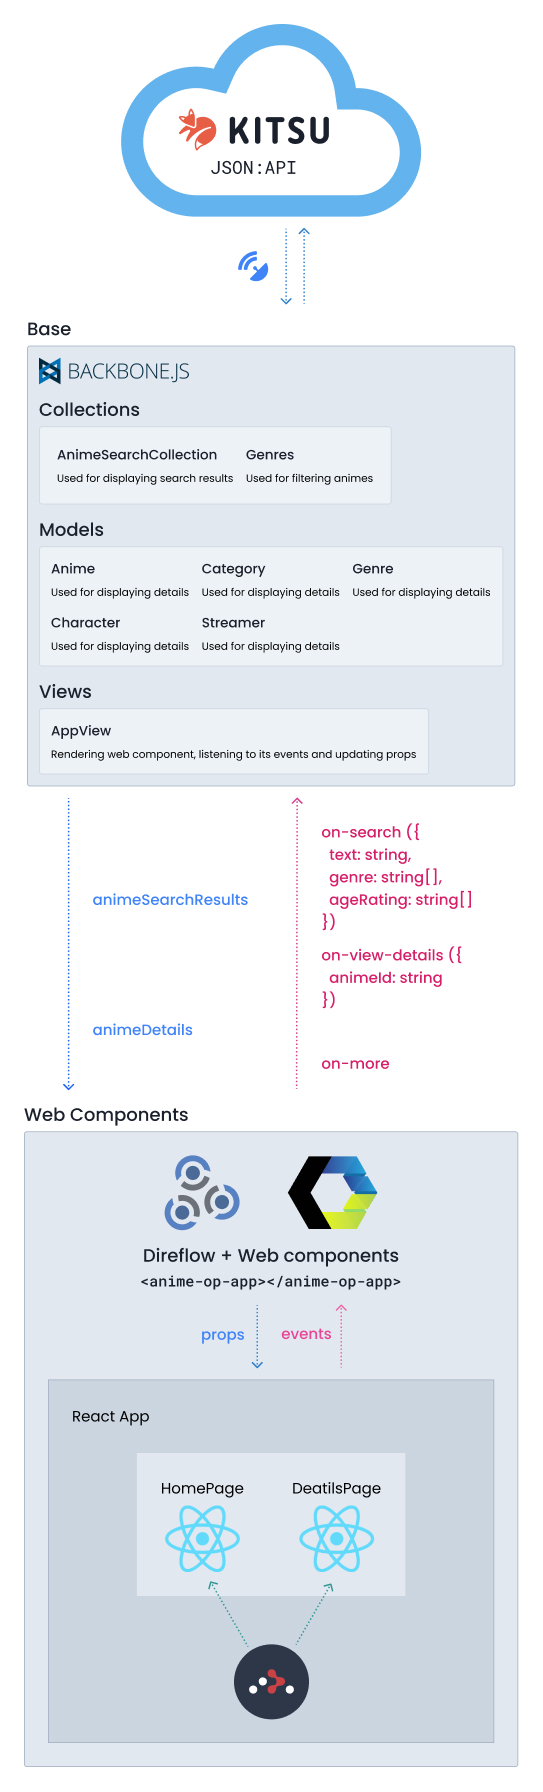 KITSU
JSON:API
Base
BACKBONE.JS
Collections
AnimeSearchCollection
Used for displaying search results
Genres
Used for filtering animes
Models
Anime
Used for displaying details
Category
Used for displaying details
Genre
Used for displaying details
Character
Used for displaying details
Streamer
Used for displaying details
Views
AppView
Rendering web component, listening to its events and updating props
animeSearchResults
animeDetails
on-search ({
text: string,
genre: string[],
ageRating: string[]
})
on-view-details ({
animeId: string
})
on-more
Web Components
Direflow + Web components
<anime-op-app></anime-op-app>
props
events
React App
HomePage
DeatilsPage